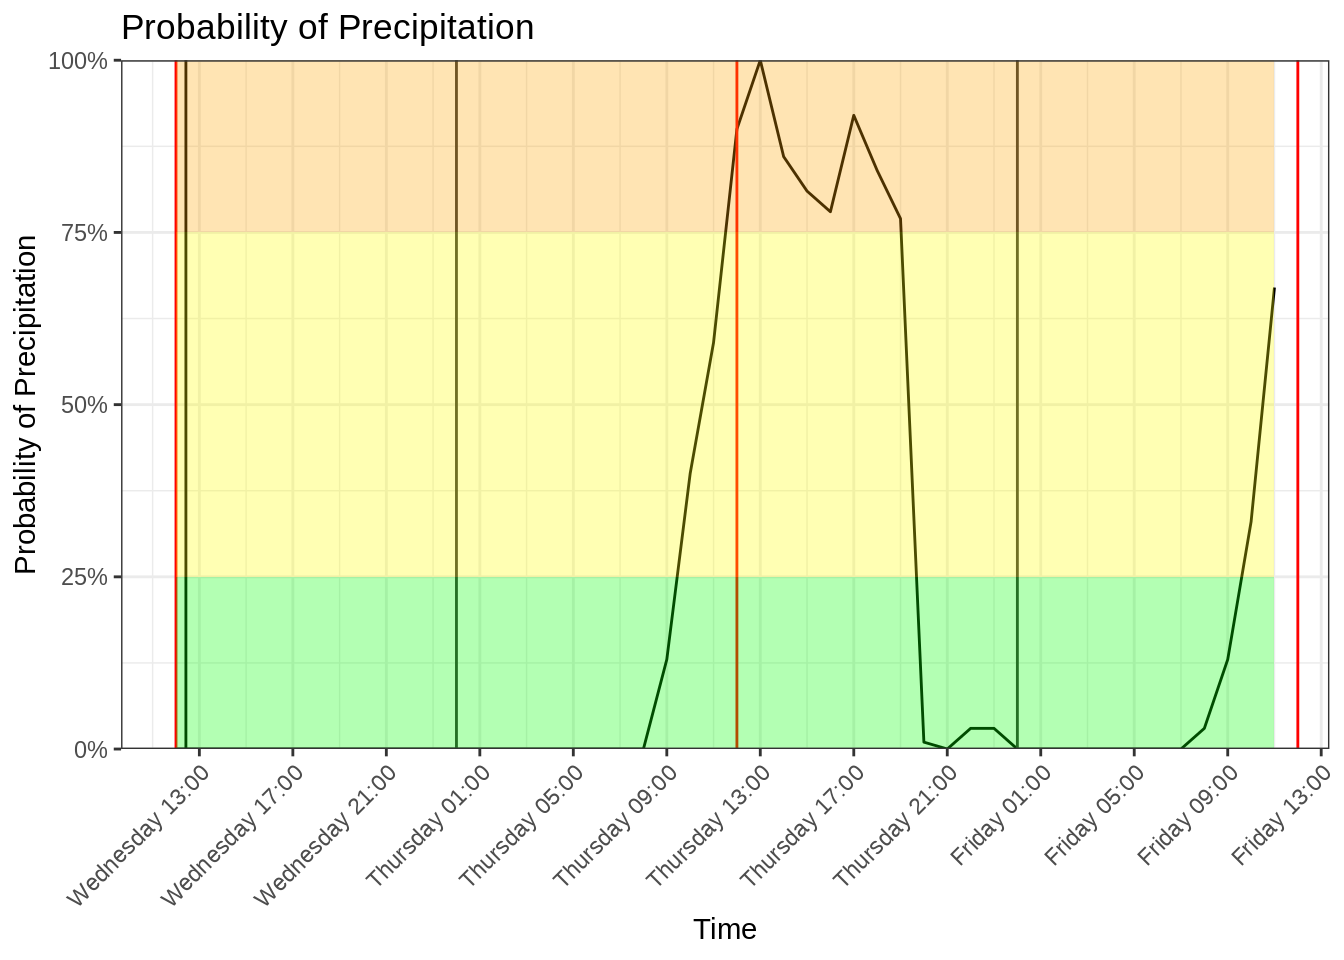 Probability of Precipitation
Probability of Precipitation
100%
75%
50%
25%
0%
Wednesday 13:00
Wednesday 17:00
Wednesday 21:00
Thursday 01:00
Thursday 05:00
Thursday 09:00
Thursday 13:00
Thursday 17:00
Thursday 21:00
Friday 01:00
Friday 05:00
Friday 09:00
Friday 13:00
Time